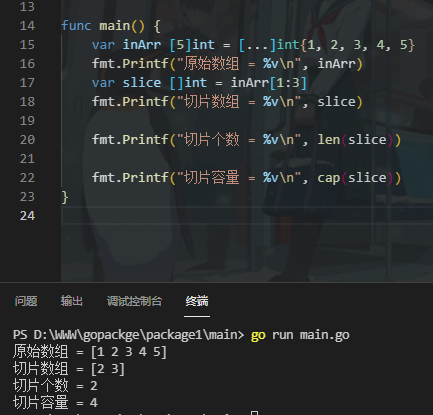 13
14 func main() {
15 var inArr [5]int = [...]int{1, 2, 3, 4, 5}
16 fmt.Printf("原始数组 = %v\n", inArr)
17 var slice []int = inArr[1:3]
18 fmt.Printf("切片数组 = %v\n", slice)
19
20 fmt.Printf("切片个数 = %v\n", len(slice))
21
22 fmt.Printf("切片容量 = %v\n", cap(slice))
23 }
24
问题 输出 调试控制台 终端
PS D:\WWW\gopackge\package1\main> go run main.go
原始数组 = [1 2 3 4 5]
切片数组 = [2 3]
切片个数 = 2
切片容量 = 4